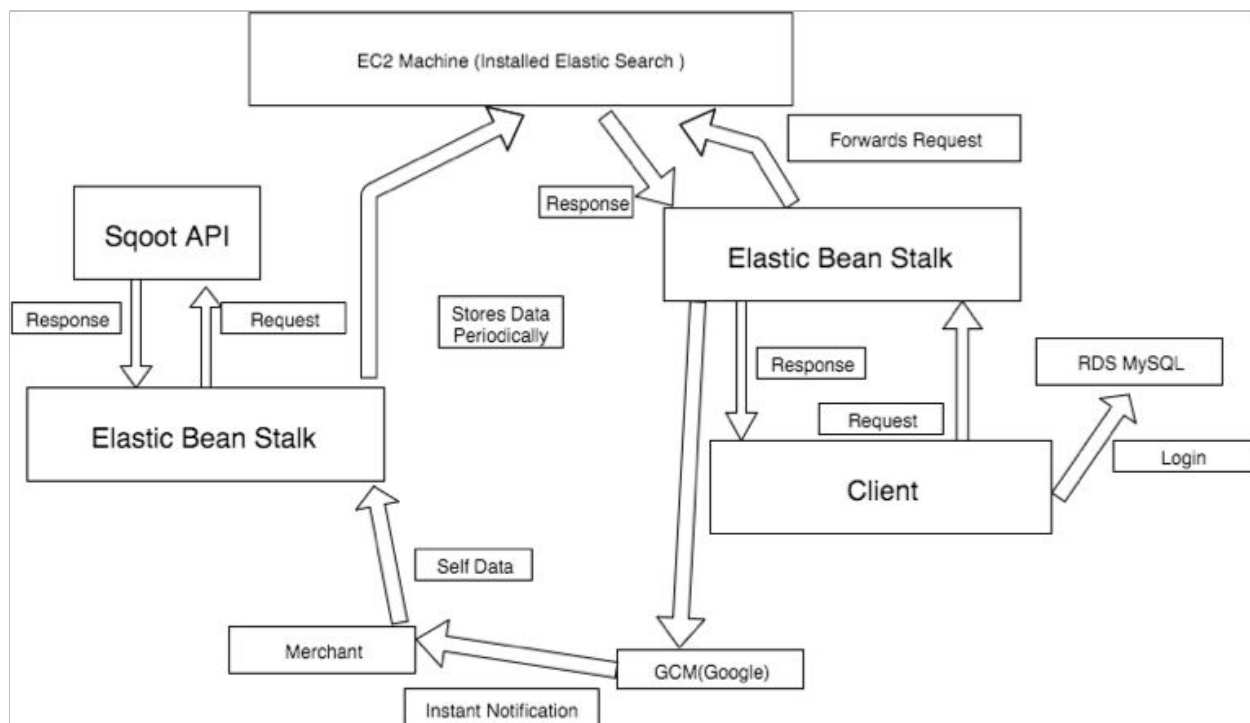 EC2 Machine (Installed Elastic Search )
Forwards Request
Response
Sqoot API
Elastic Bean Stalk
Response
Request
Stores Data
Periodically
Response
RDS MySQL
Elastic Bean Stalk
Request
Login
Client
Self Data
Merchant
GCM(Google)
Instant Notification